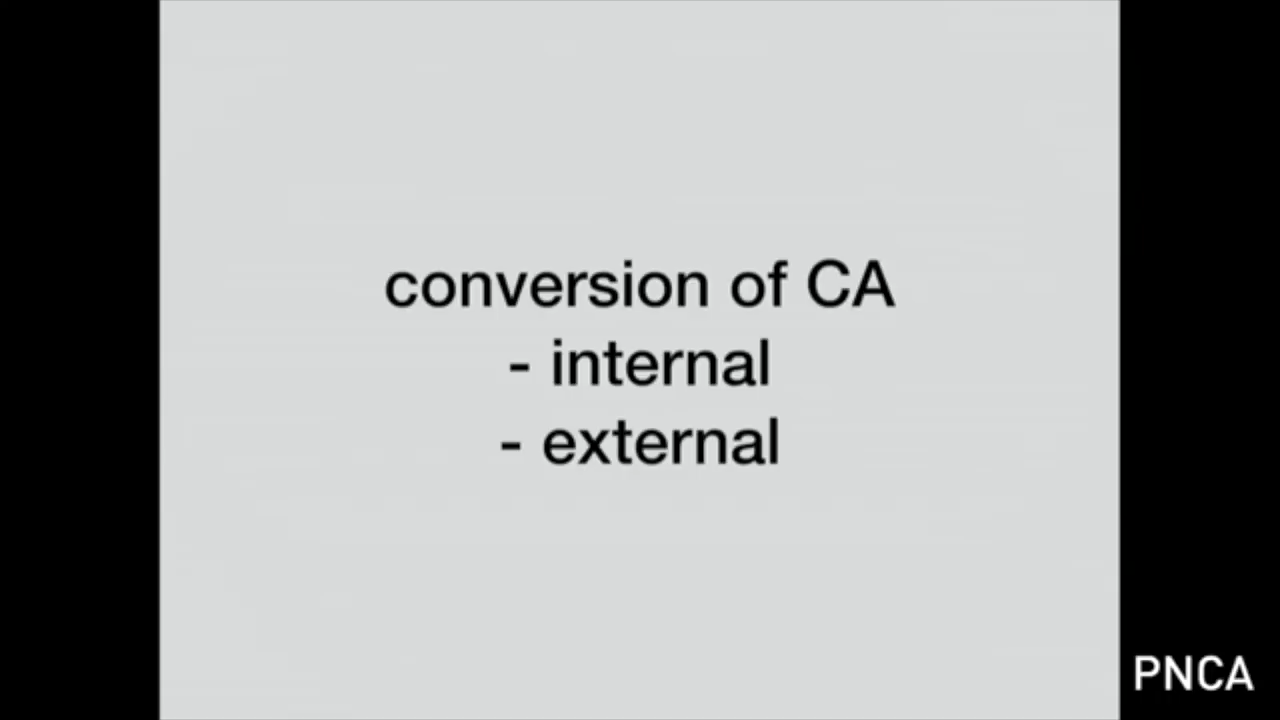 conversion of CA
- internal
- external
PNCA